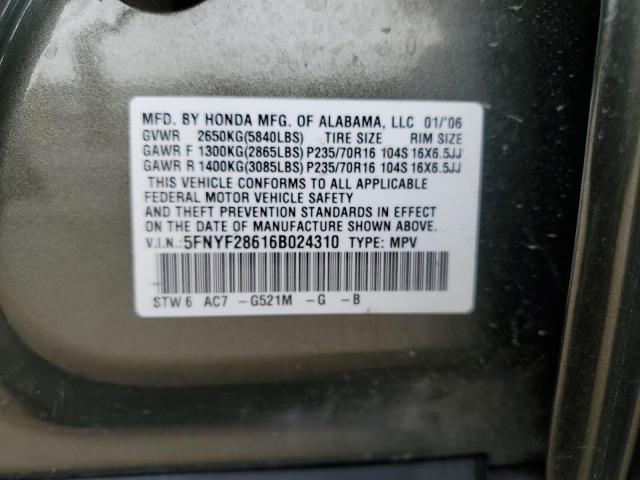 MFD. BY HONDA MFG. OF ALABAMA, LLC 01/'06
GVWR 2650KG(5840LBS) TIRE SIZE RIM SIZE
GAWR F 1300KG(2865LBS) P235/70R16 104S 16X6.5JJ
GAWR R 1400KG(3085LBS) P235/70R16 104S 16X6.5JJ
THIS VEHICLE CONFORMS TO ALL APPLICABLE
FEDERAL MOTOR VEHICLE SAFETY
AND THEFT PREVENTION STANDARDS IN EFFECT ON
THE DATE OF MANUFACTURE SHOWN ABOVE.
V.I.N.: 5FNYF28616B024310 TYPE: MPV
STW6 AC7 -G521M -G -B